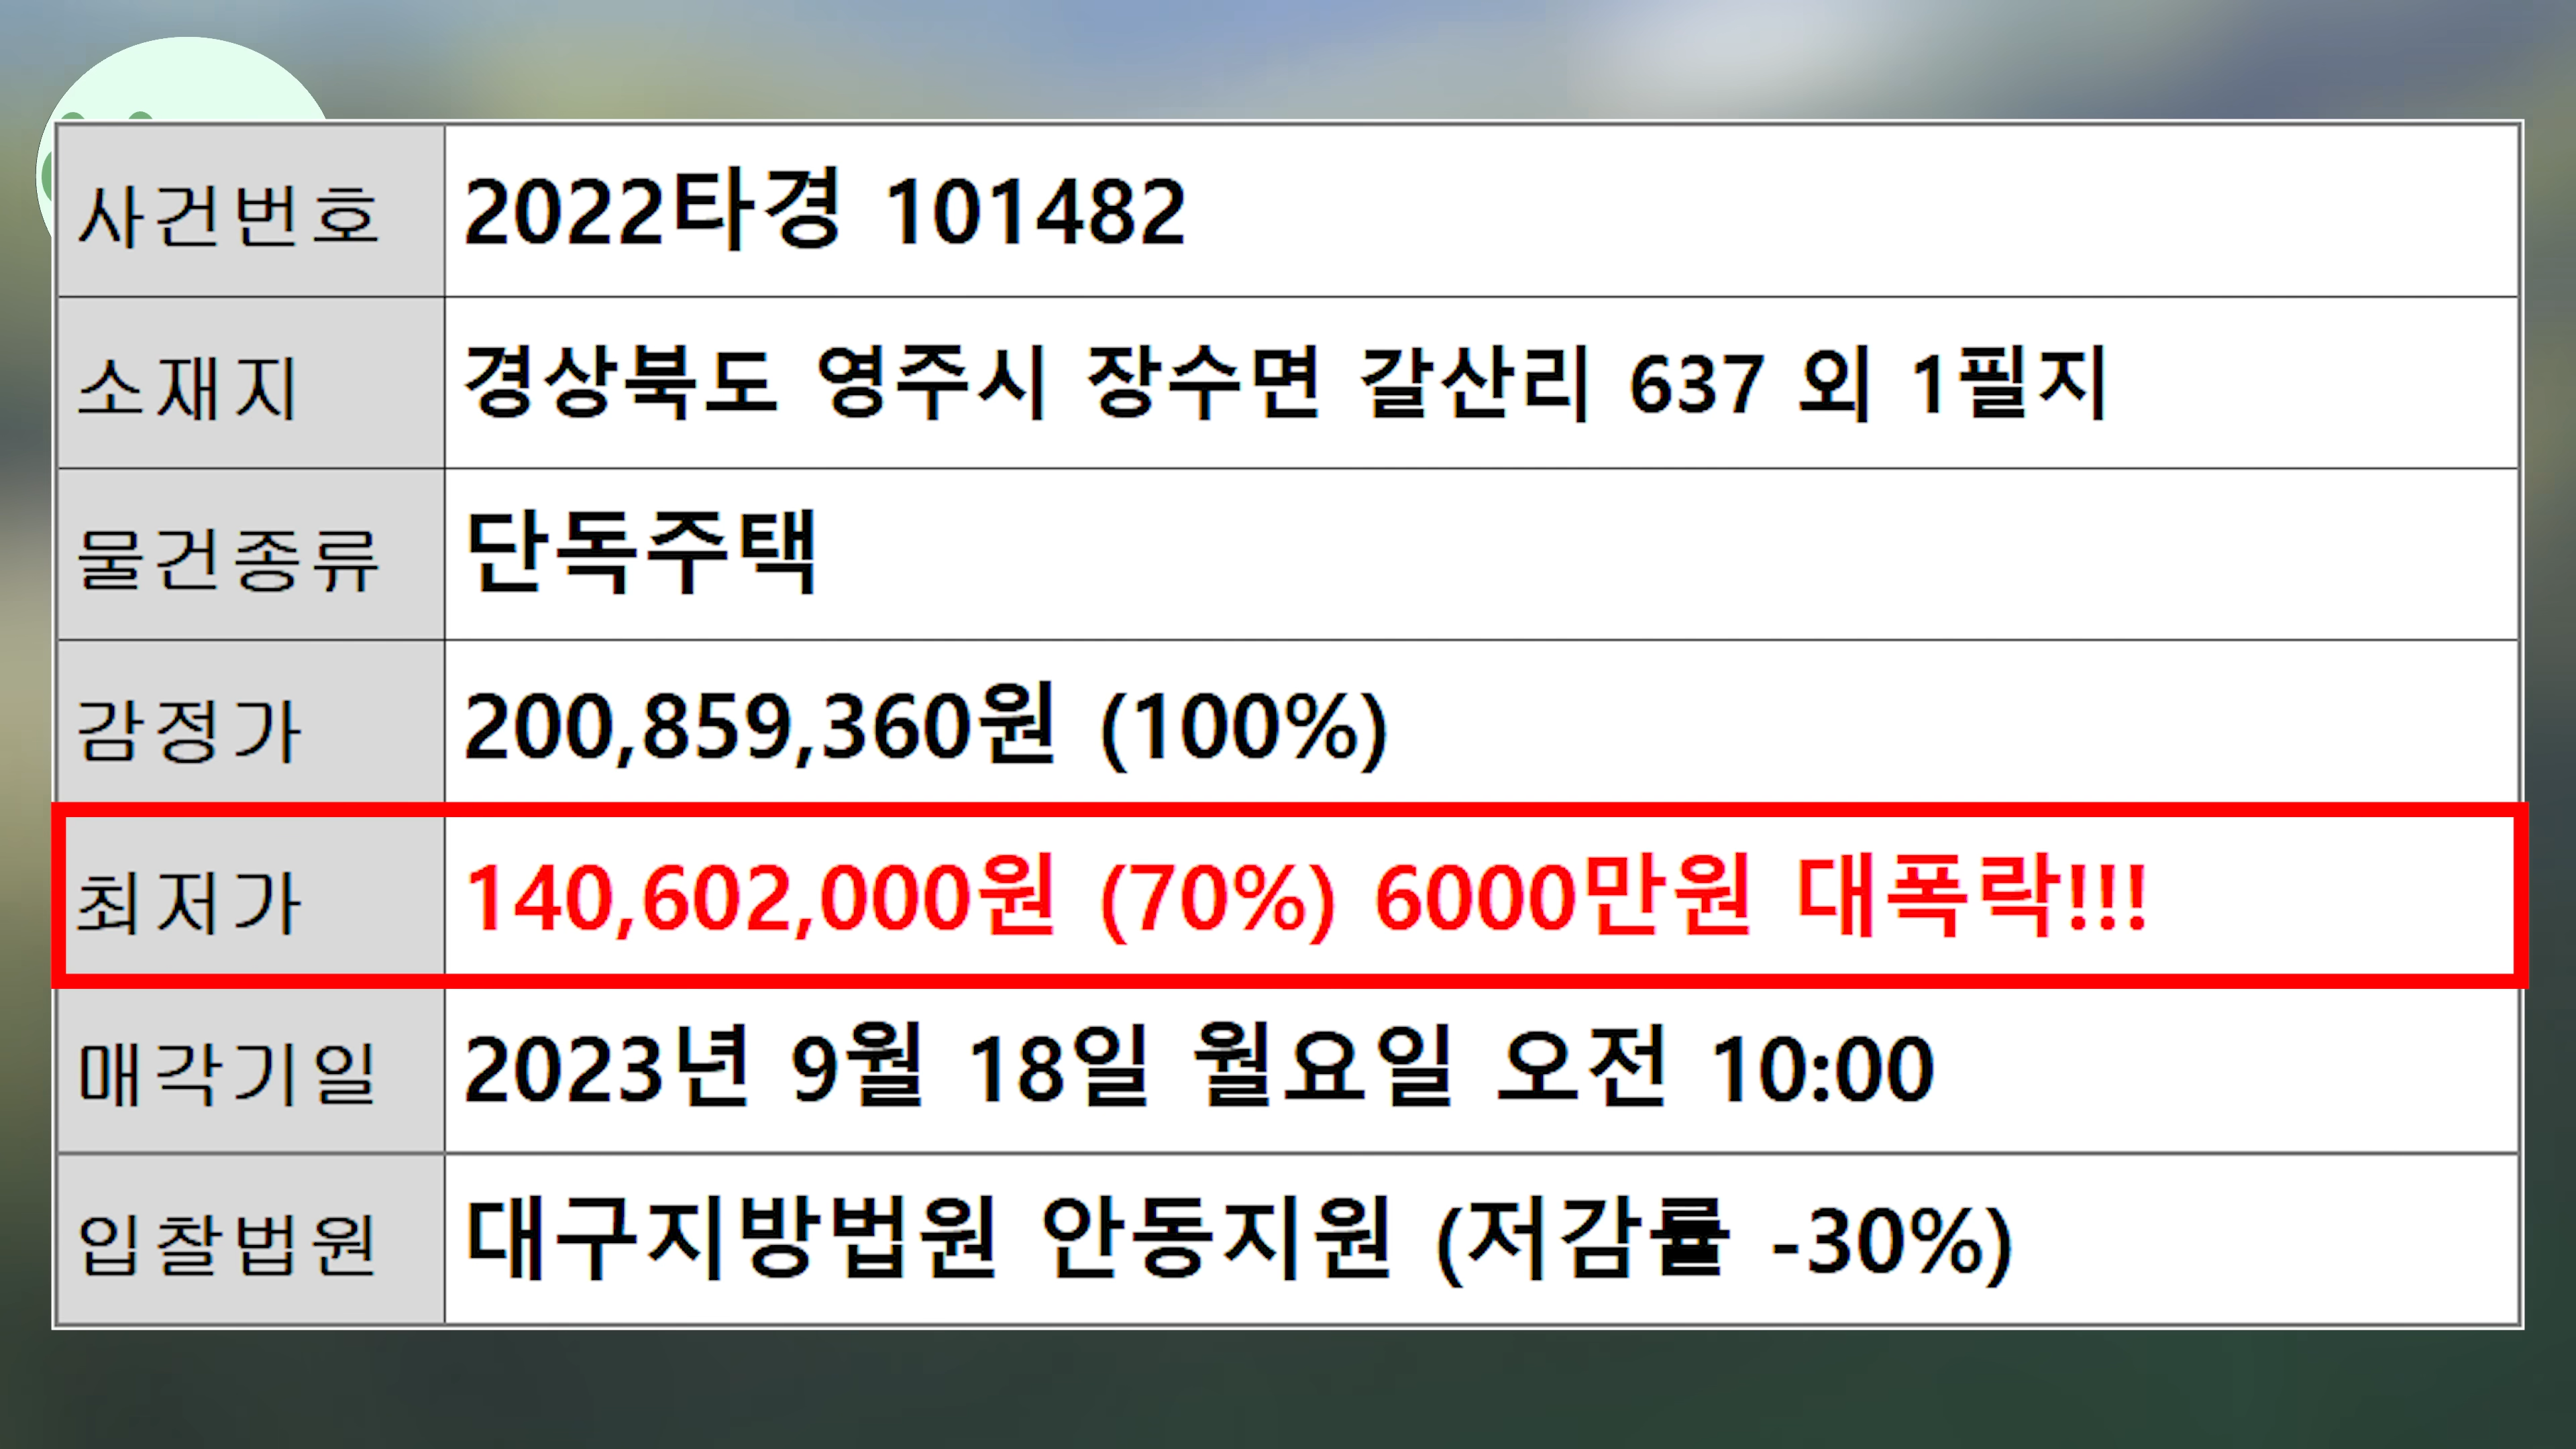 사건번호 2022타경 101482
소재지 경상북도 영주시 장수면 갈산리 637 외 1필지
물건종류 단독주택
감정가 200,859,360원 (100%)
최저가 140,602,000원 (70%) 6000만원 대폭락!!!
매각기일 2023년 9월 18일 월요일 오전 10:00
입찰법원 대구지방법원 안동지원 (저감률 -30%)